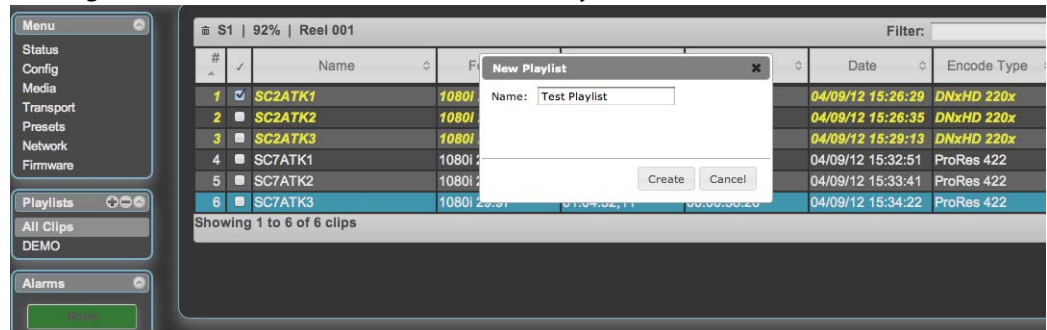 Menu
Status
Config
Media
Transport
Presets
Network
Firmware
Playlists
All Clips
DEMO
Alarms
None
S1 | 92% | Reel 001
Filter:
# ✓ Name Date Encode Type
1 SC2ATK1 1080i 04/09/12 15:26:29 DNxHD 220x
2 SC2ATK2 1080i 04/09/12 15:26:35 DNxHD 220x
3 SC2ATK3 1080i 04/09/12 15:29:13 DNxHD 220x
4 SC7ATK1 1080i 04/09/12 15:32:51 ProRes 422
5 SC7ATK2 1080i 04/09/12 15:33:41 ProRes 422
6 SC7ATK3 1080i 29.97 04/09/12 15:34:22 ProRes 422
Showing 1 to 6 of 6 clips
New Playlist
Name: Test Playlist
Create Cancel